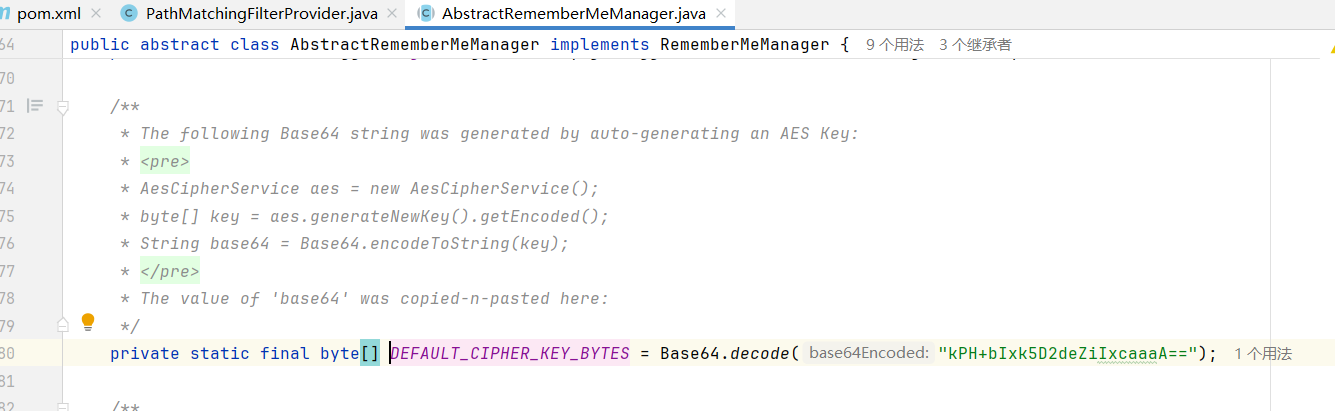 pom.xml × PathMatchingFilterProvider.java × AbstractRememberMeManager.java ×
64 public abstract class AbstractRememberMeManager implements RememberMeManager { 9 个用法 3 个继承者
70
71 /**
72 * The following Base64 string was generated by auto-generating an AES Key:
73 * <pre>
74 * AesCipherService aes = new AesCipherService();
75 * byte[] key = aes.generateNewKey().getEncoded();
76 * String base64 = Base64.encodeToString(key);
77 * </pre>
78 * The value of 'base64' was copied-n-pasted here:
79 */
80 private static final byte[] DEFAULT_CIPHER_KEY_BYTES = Base64.decode( base64Encoded: "kPH+bIxk5D2deZiIxcaaaA=="); 1 个用法
81
82 /**